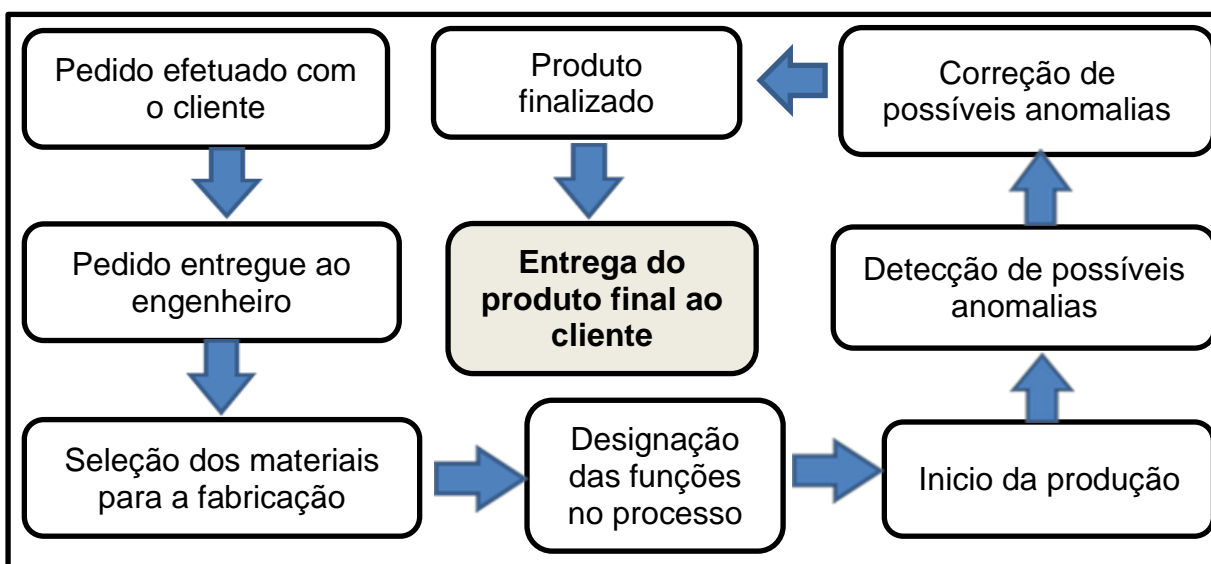 Pedido efetuado com
o cliente
Pedido entregue ao
engenheiro
Seleção dos materiais
para a fabricação
Designação
das funções
no processo
Inicio da produção
Detecção de possíveis
anomalias
Correção de
possíveis anomalias
Produto
finalizado
Entrega do
produto final ao
cliente